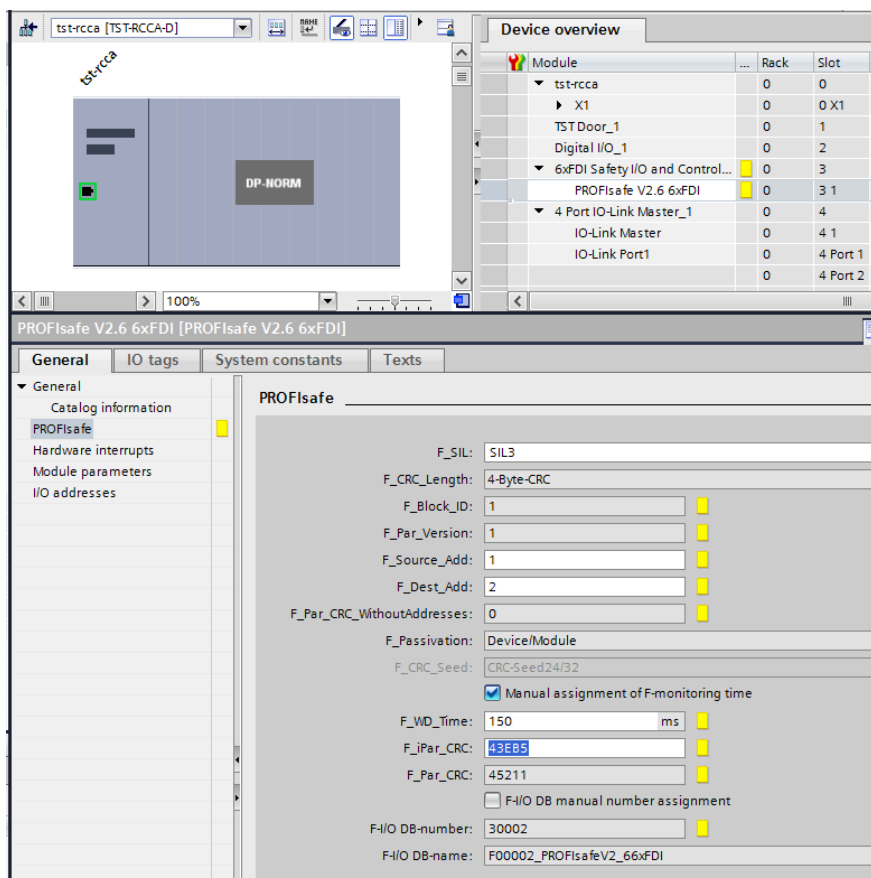 tst-rcca [TST-RCCA-D]
NAME
tst-rcca
DP-NORM
100%
Device overview
Module ... Rack Slot
tst-rcca 0 0
X1 0 0 X1
TST Door_1 0 1
Digital I/O_1 0 2
6xFDI Safety I/O and Control... 0 3
PROFIsafe V2.6 6xFDI 0 3 1
4 Port IO-Link Master_1 0 4
IO-Link Master 0 4 1
IO-Link Port1 0 4 Port 1
0 4 Port 2
PROFIsafe V2.6 6xFDI [PROFIsafe V2.6 6xFDI]
General IO tags System constants Texts
General
Catalog information
PROFIsafe
Hardware interrupts
Module parameters
I/O addresses
PROFIsafe
F_SIL: SIL3
F_CRC_Length: 4-Byte-CRC
F_Block_ID: 1
F_Par_Version: 1
F_Source_Add: 1
F_Dest_Add: 2
F_Par_CRC_WithoutAddresses: 0
F_Passivation: Device/Module
F_CRC_Seed: CRC-Seed24/32
Manual assignment of F-monitoring time
F_WD_Time: 150 ms
F_iPar_CRC: 43EB5
F_Par_CRC: 45211
F-I/O DB manual number assignment
F-I/O DB-number: 30002
F-I/O DB-name: F00002_PROFIsafeV2_66xFDI